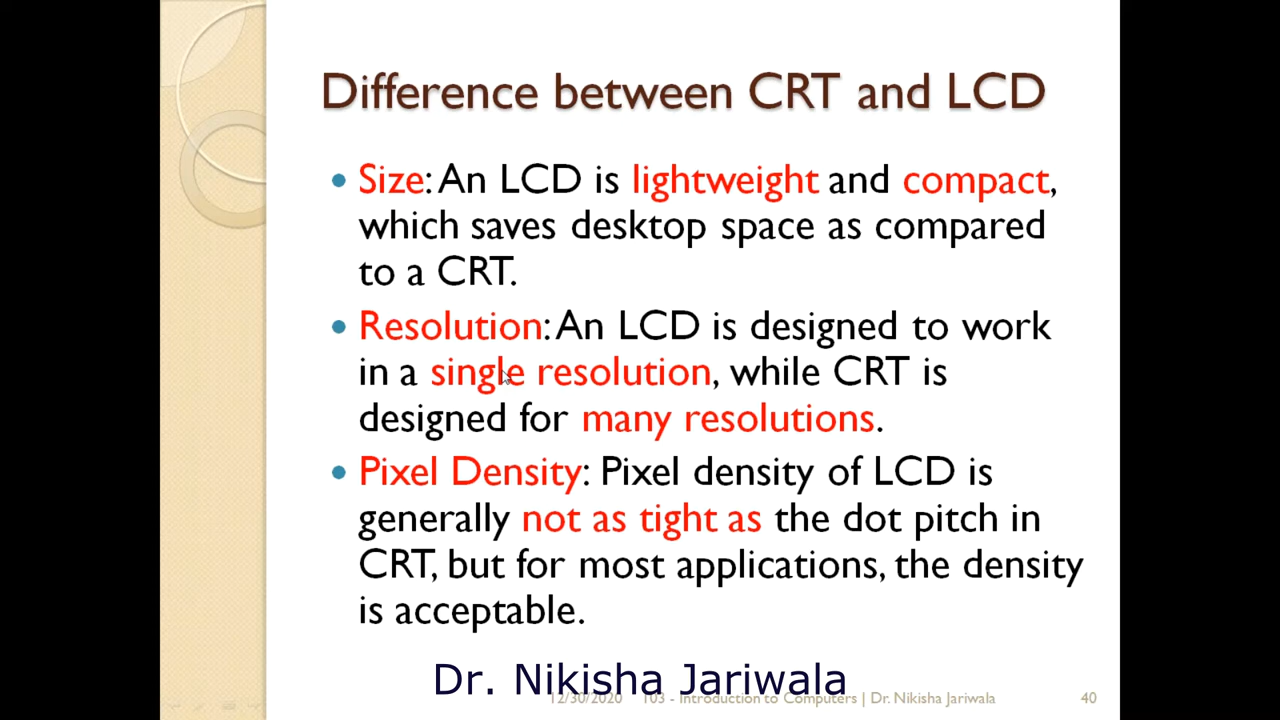 Difference between CRT and LCD
• Size: An LCD is lightweight and compact,
which saves desktop space as compared
to a CRT.
• Resolution: An LCD is designed to work
in a single resolution, while CRT is
designed for many resolutions.
• Pixel Density: Pixel density of LCD is
generally not as tight as the dot pitch in
CRT, but for most applications, the density
is acceptable.
Dr. Nikisha Jariwala
12/30/2020 103 - Introduction to Computers | Dr. Nikisha Jariwala 40